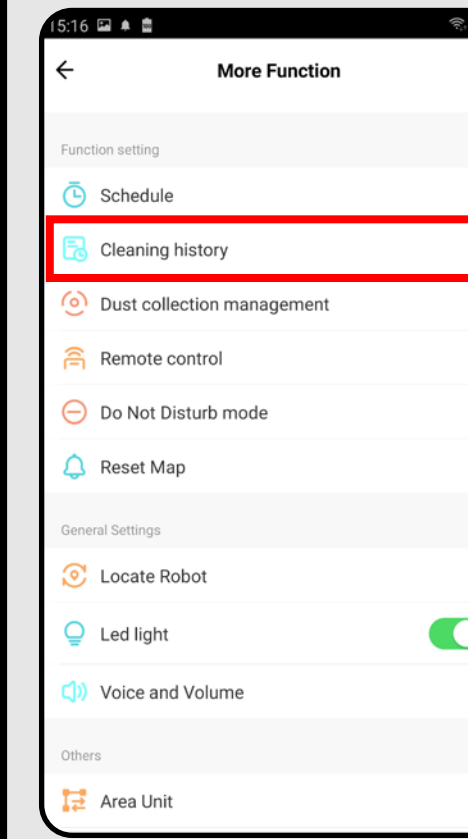 15:16
More Function
Function setting
Schedule
Cleaning history
Dust collection management
Remote control
Do Not Disturb mode
Reset Map
General Settings
Locate Robot
Led light
Voice and Volume
Others
Area Unit